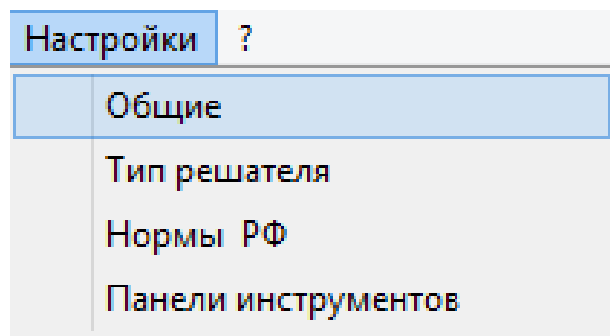 Настройки ?
Общие
Тип решателя
Нормы РФ
Панели инструментов